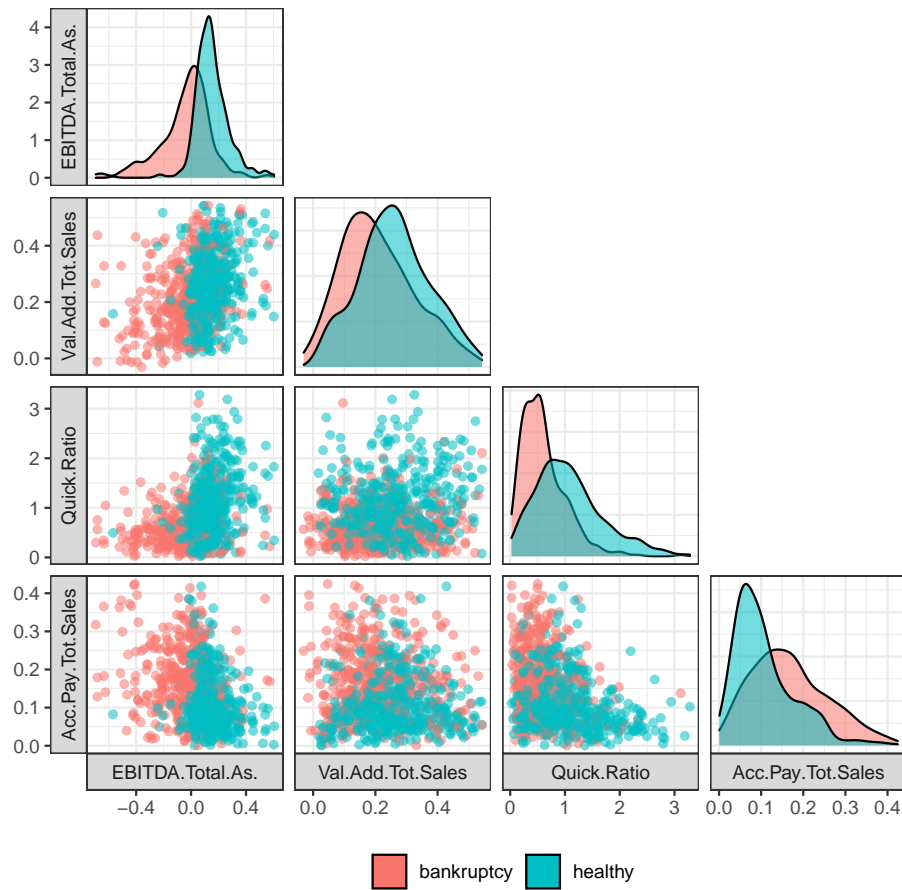 EBITDA.Total.As.
4
3
2
1
0
Val.Add.Tot.Sales
0.4
0.2
0.0
Quick.Ratio
3
2
1
0
Acc.Pay.Tot.Sales
0.4
0.3
0.2
0.1
0.0
EBITDA.Total.As. Val.Add.Tot.Sales Quick.Ratio Acc.Pay.Tot.Sales
−0.4 0.0 0.4 0.0 0.2 0.4 0 1 2 3 0.0 0.1 0.2 0.3 0.4
bankruptcy healthy